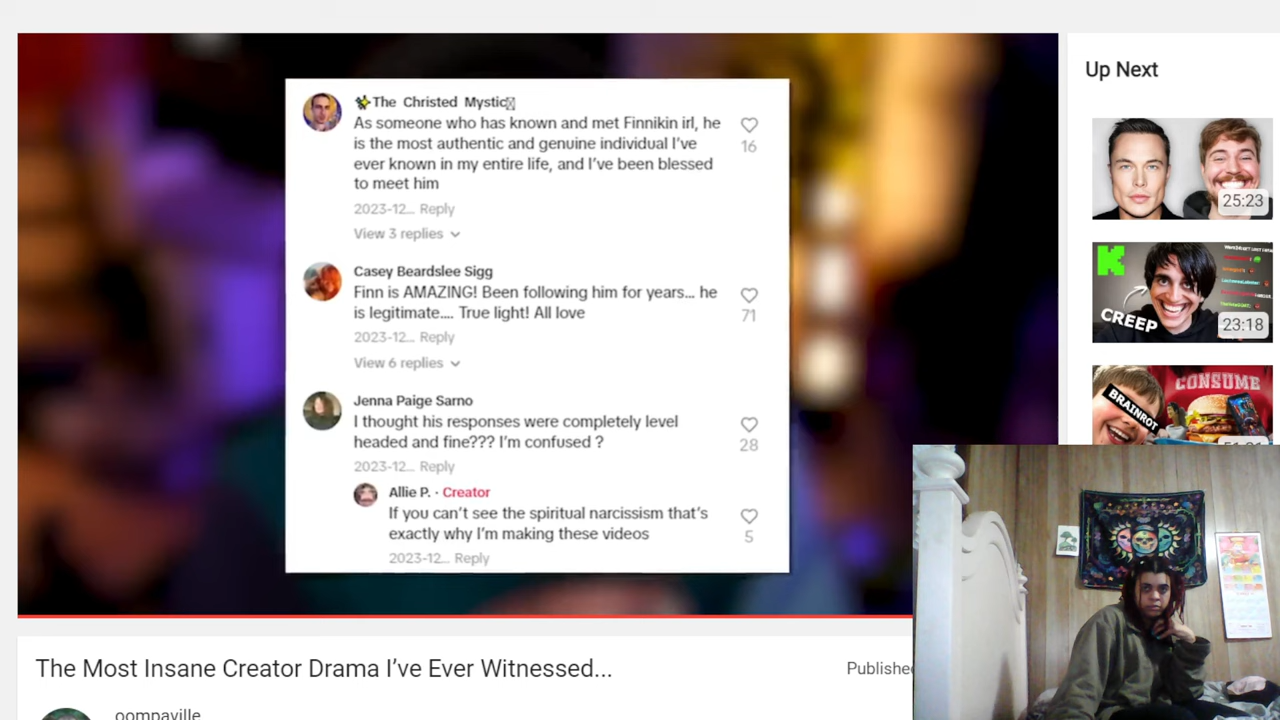 Up Next
The Christed Mystic
As someone who has known and met Finnikin irl, he
is the most authentic and genuine individual I've
ever known in my entire life, and I've been blessed
to meet him
16
2023-12... Reply
View 3 replies
Casey Beardslee Sigg
Finn is AMAZING! Been following him for years... he
is legitimate.... True light! All love
71
2023-12... Reply
View 6 replies
Jenna Paige Sarno
I thought his responses were completely level
headed and fine??? I'm confused ?
28
2023-12... Reply
Allie P. · Creator
If you can't see the spiritual narcissism that's
exactly why I'm making these videos
5
2023-12... Reply
25:23
K
CREEP
23:18
CONSUME
BRAINROT
The Most Insane Creator Drama I've Ever Witnessed...
Published
oompaville